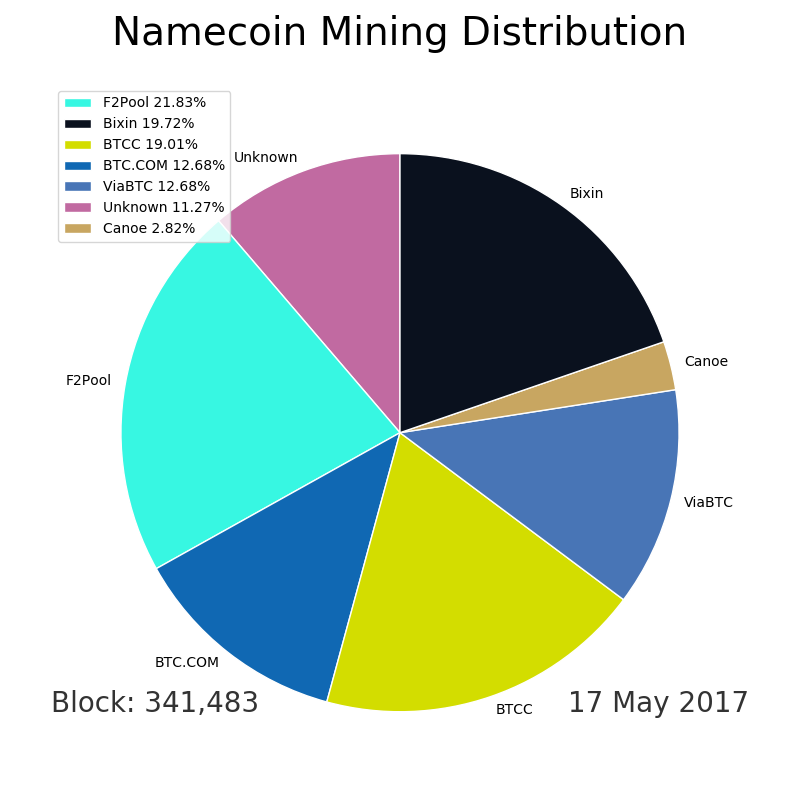 Namecoin Mining Distribution
F2Pool 21.83%
Bixin 19.72%
BTCC 19.01%
BTC.COM 12.68%
ViaBTC 12.68%
Unknown 11.27%
Canoe 2.82%
Unknown
Bixin
Canoe
F2Pool
ViaBTC
BTC.COM
BTCC
Block: 341,483
17 May 2017